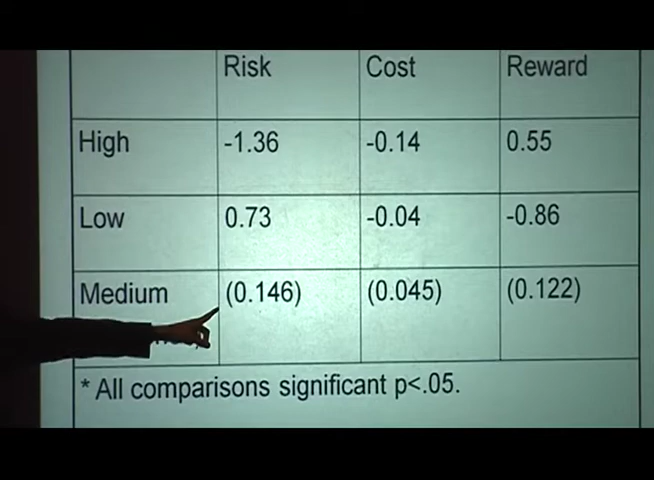 Risk Cost Reward
High -1.36 -0.14 0.55
Low 0.73 -0.04 -0.86
Medium (0.146) (0.045) (0.122)
* All comparisons significant p<.05.